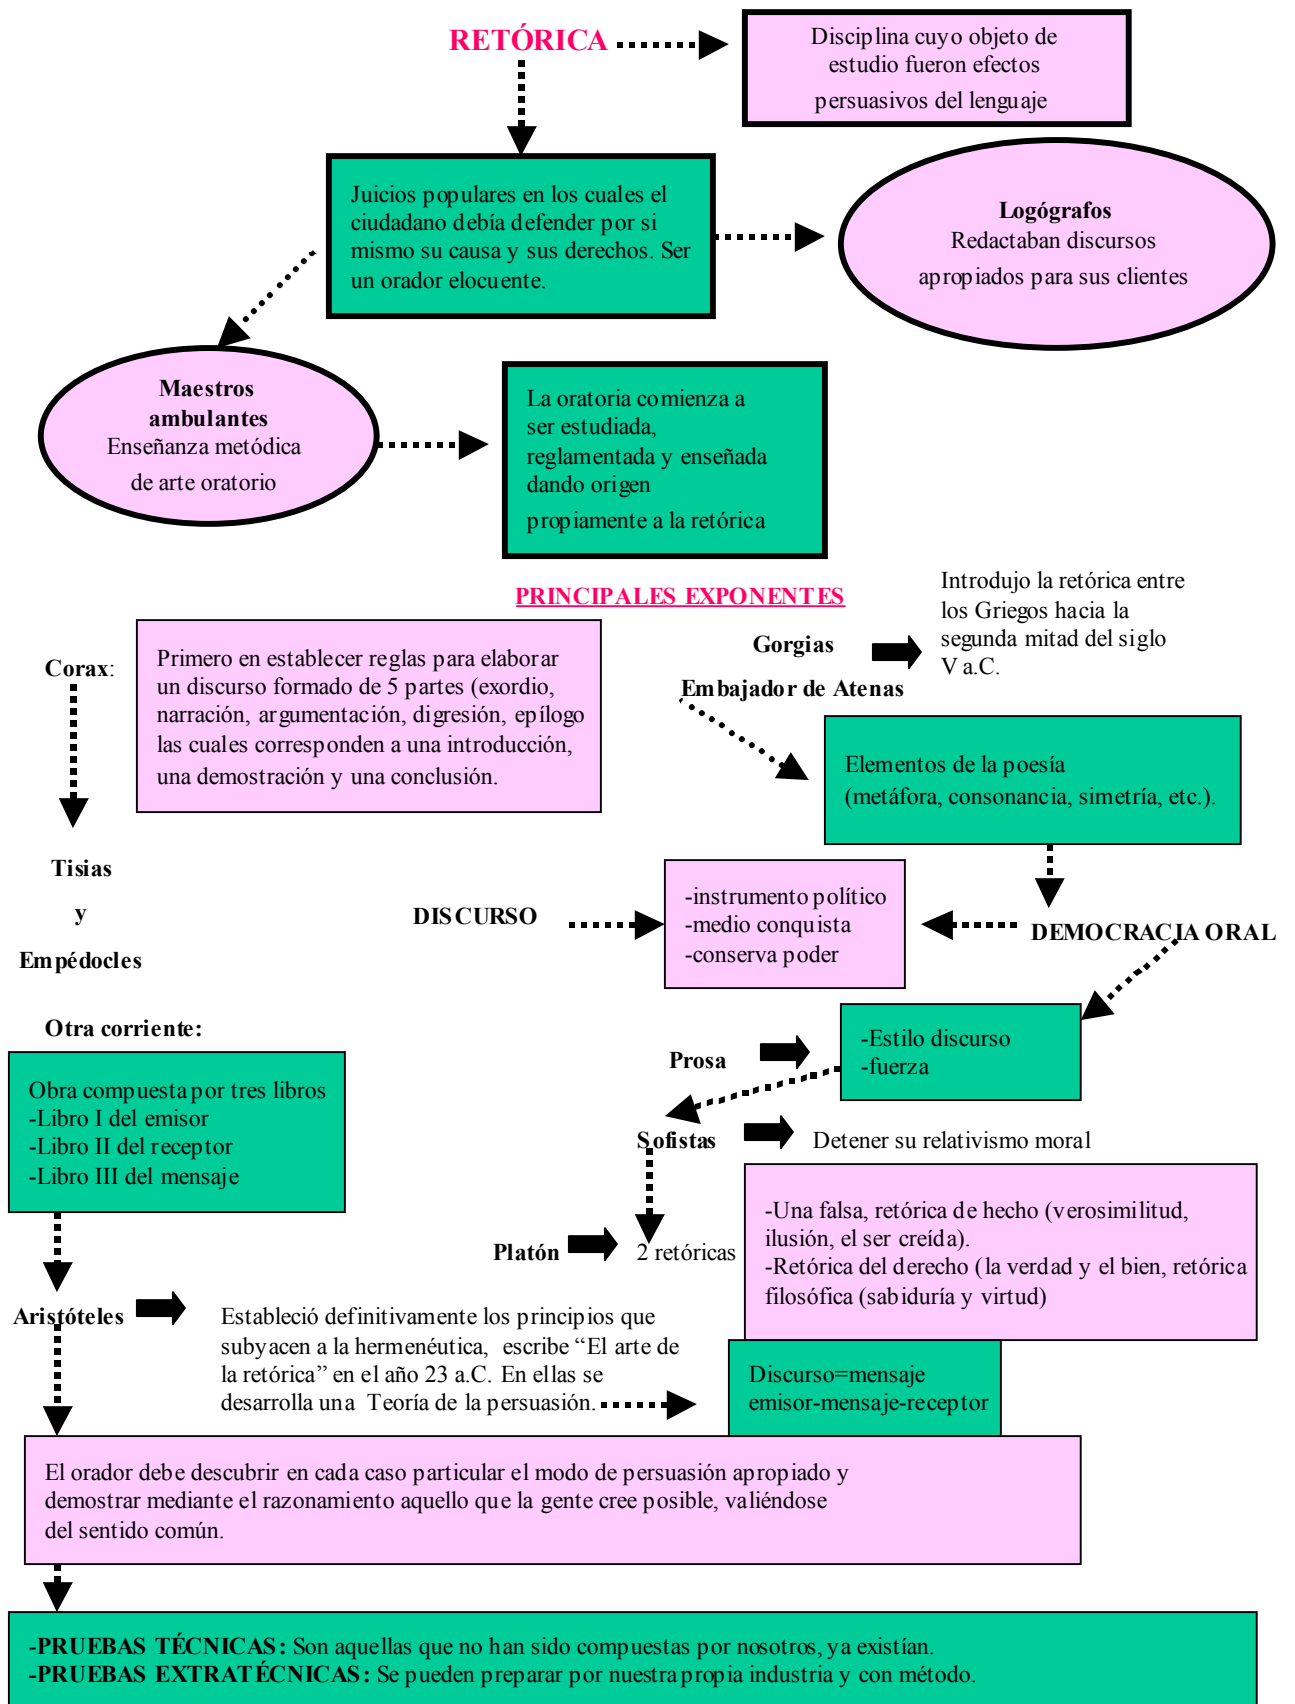 RETÓRICA
Disciplina cuyo objeto de
estudio fueron efectos
persuasivos del lenguaje
Juicios populares en los cuales el
ciudadano debía defender por si
mismo su causa y sus derechos. Ser
un orador elocuente.
Logógrafos
Redactaban discursos
apropiados para sus clientes
Maestros
ambulantes
Enseñanza metódica
de arte oratorio
La oratoria comienza a
ser estudiada,
reglamentada y enseñada
dando origen
propiamente a la retórica
PRINCIPALES EXPONENTES
Corax:
Primero en establecer reglas para elaborar
un discurso formado de 5 partes (exordio,
narración, argumentación, digresión, epílogo
las cuales corresponden a una introducción,
una demostración y una conclusión.
Gorgias
Introdujo la retórica entre
los Griegos hacia la
segunda mitad del siglo
V a.C.
Embajador de Atenas
Elementos de la poesía
(metáfora, consonancia, simetría, etc.).
Tisias
y
Empédocles
DISCURSO
-instrumento político
-medio conquista
-conserva poder
DEMOCRACIA ORAL
Otra corriente:
Obra compuesta por tres libros
-Libro I del emisor
-Libro II del receptor
-Libro III del mensaje
Prosa
-Estilo discurso
-fuerza
Sofistas
Detener su relativismo moral
Platón
2 retóricas
-Una falsa, retórica de hecho (verosimilitud,
ilusión, el ser creída).
-Retórica del derecho (la verdad y el bien, retórica
filosófica (sabiduría y virtud)
Aristóteles
Estableció definitivamente los principios que
subyacen a la hermenéutica, escribe “El arte de
la retórica” en el año 23 a.C. En ellas se
desarrolla una Teoría de la persuasión.
Discurso=mensaje
emisor-mensaje-receptor
El orador debe descubrir en cada caso particular el modo de persuasión apropiado y
demostrar mediante el razonamiento aquello que la gente cree posible, valiéndose
del sentido común.
-PRUEBAS TÉCNICAS: Son aquellas que no han sido compuestas por nosotros, ya existían.
-PRUEBAS EXTRATÉCNICAS: Se pueden preparar por nuestra propia industria y con método.